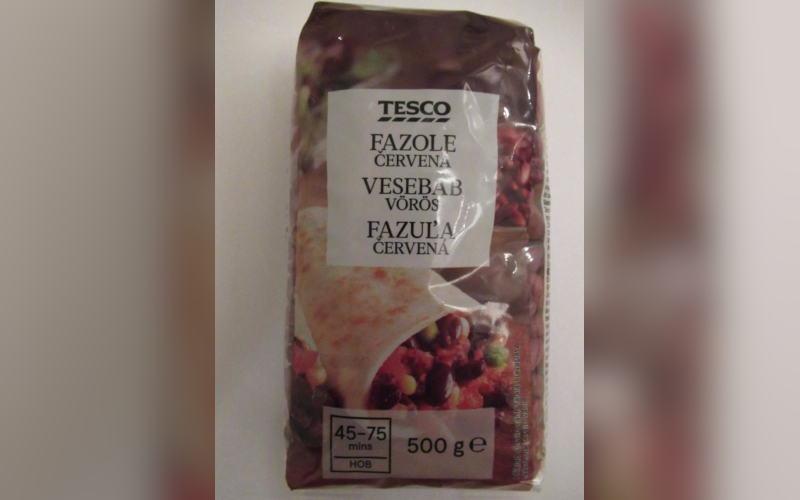 TESCO
FAZOLE
ČERVENÁ
VESEBAB
VÖRÖS
FAZUĽA
ČERVENÁ
45-75
mins
HOB
500 g ℮